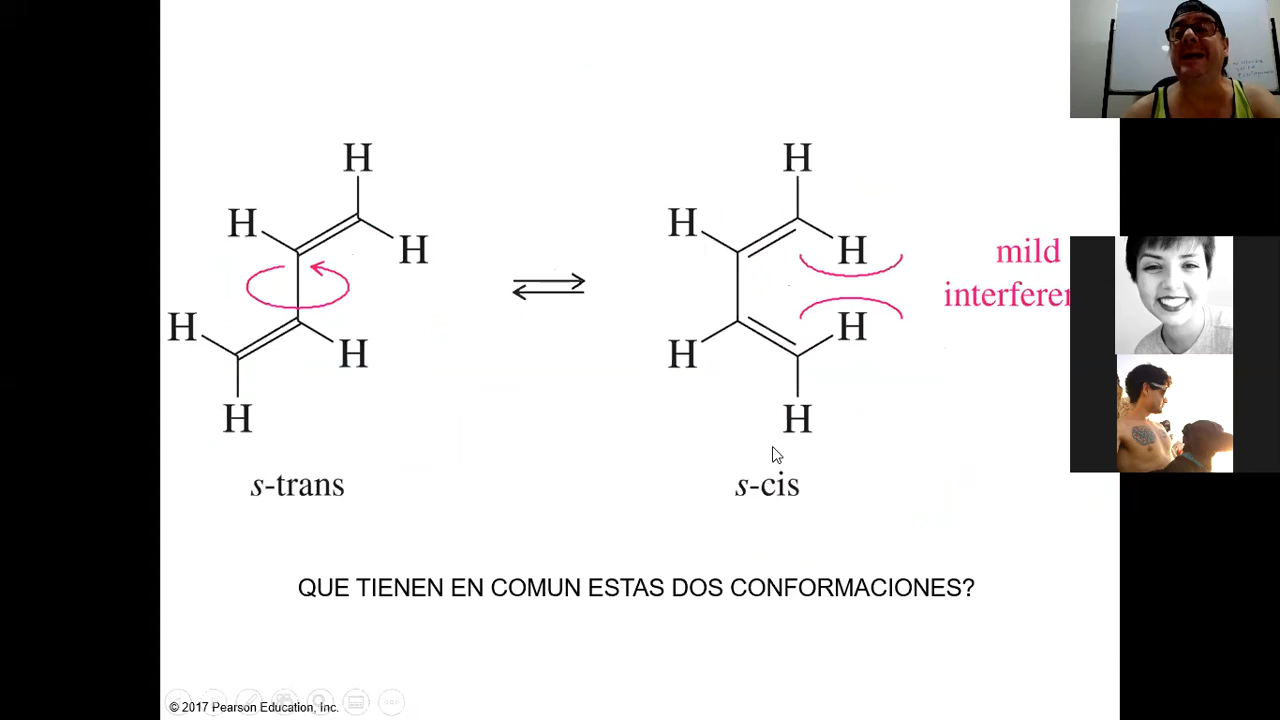 H
H H
H
H H
H H
H H
H H
mild
interferen
s-trans s-cis
QUE TIENEN EN COMUN ESTAS DOS CONFORMACIONES?
© 2017 Pearson Education, Inc.